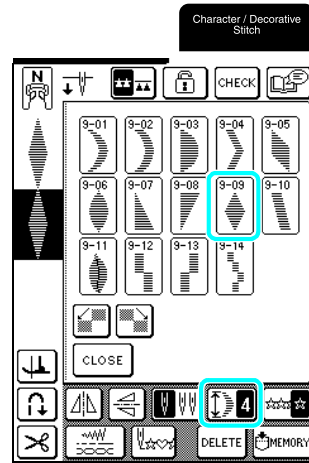 Character / Decorative
Stitch
N
CHECK
9-01 9-02 9-03 9-04 9-05
9-06 9-07 9-08 9-09 9-10
9-11 9-12 9-13 9-14
CLOSE
4
DELETE MEMORY